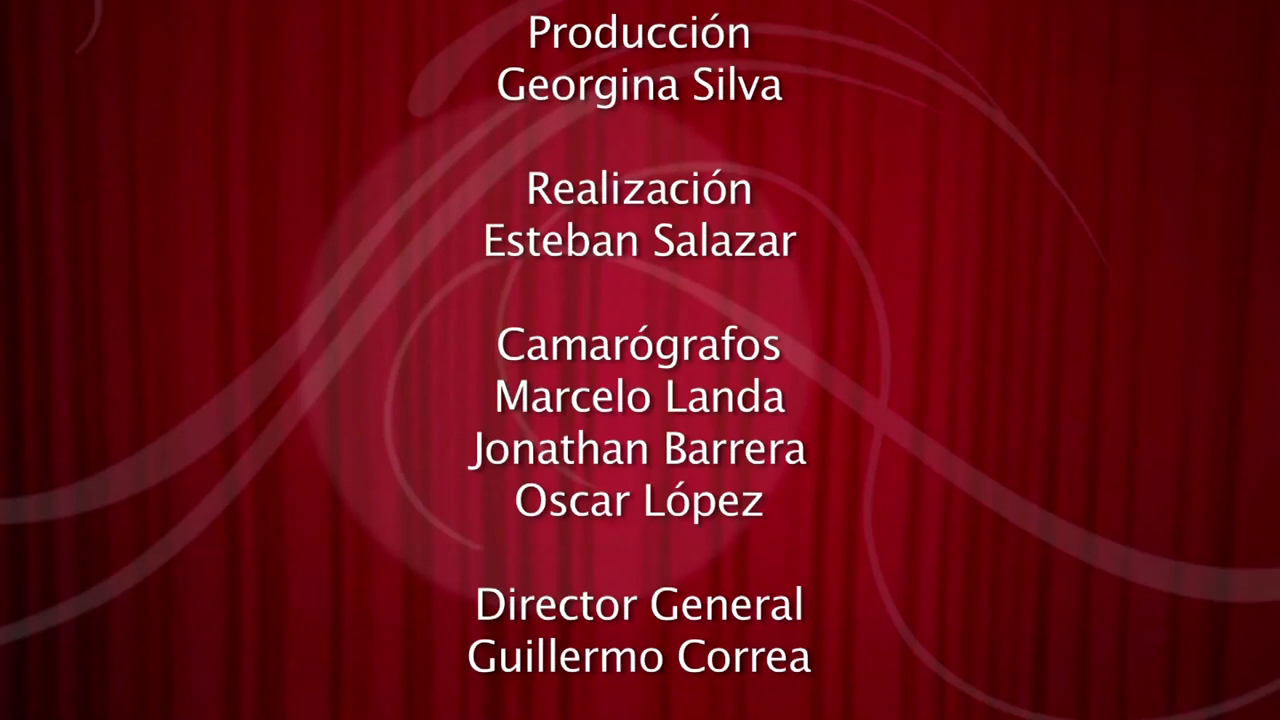 Producción
Georgina Silva
Realización
Esteban Salazar
Camarógrafos
Marcelo Landa
Jonathan Barrera
Oscar López
Director General
Guillermo Correa